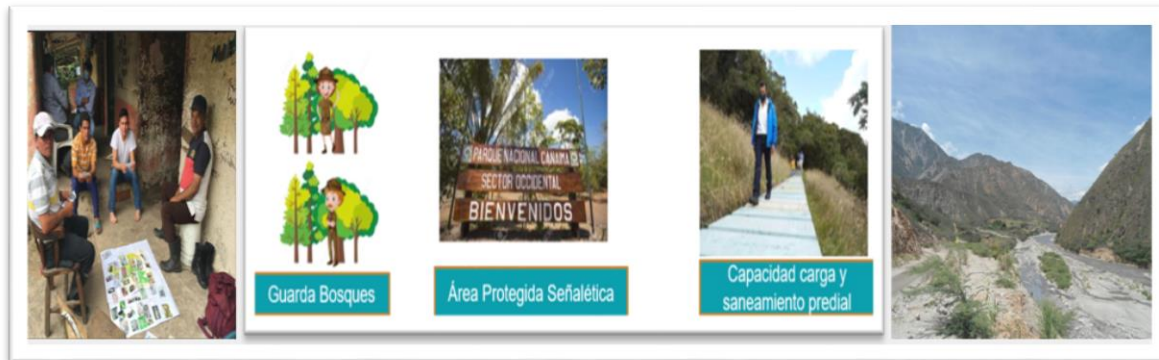 PARQUE NACIONAL CANAIMA
SECTOR OCCIDENTAL
BIENVENIDOS
Guarda Bosques
Área Protegida Señalética
Capacidad carga y
saneamiento predial